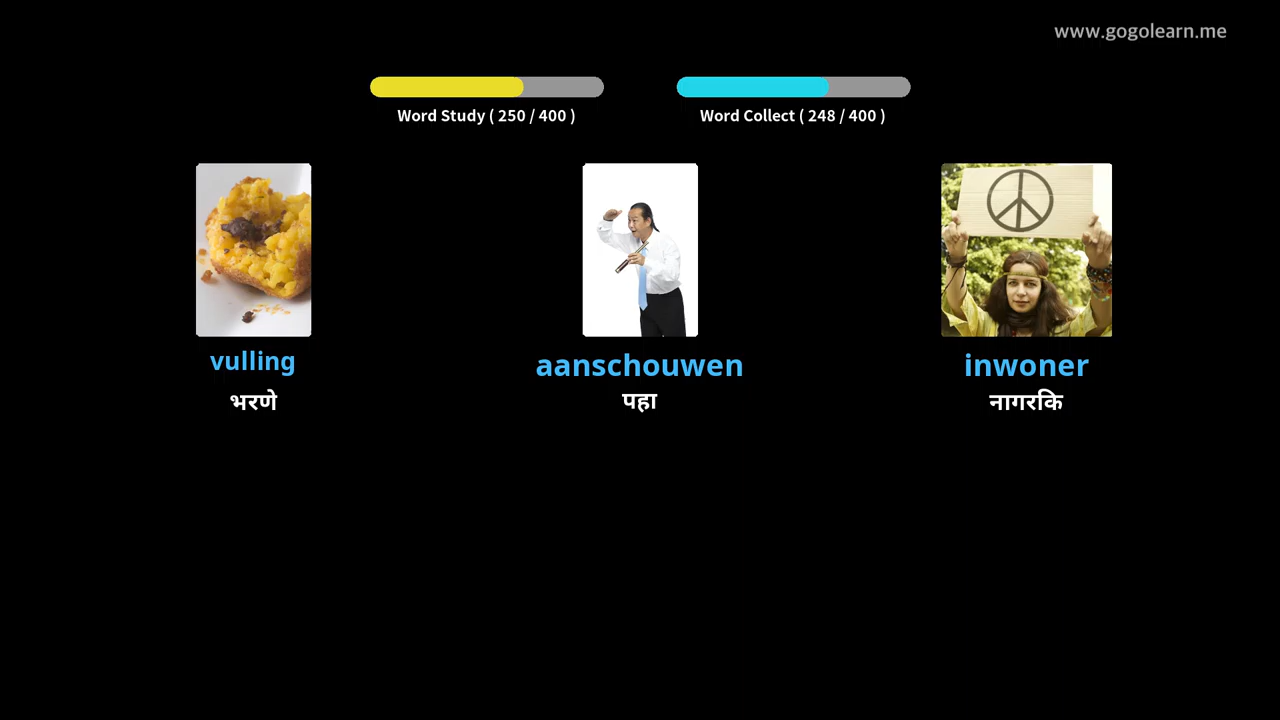 www.gogolearn.me
Word Study ( 250 / 400 )
Word Collect ( 248 / 400 )
vulling
aanschouwen
inwoner
भरणे
पहा
नागरकि